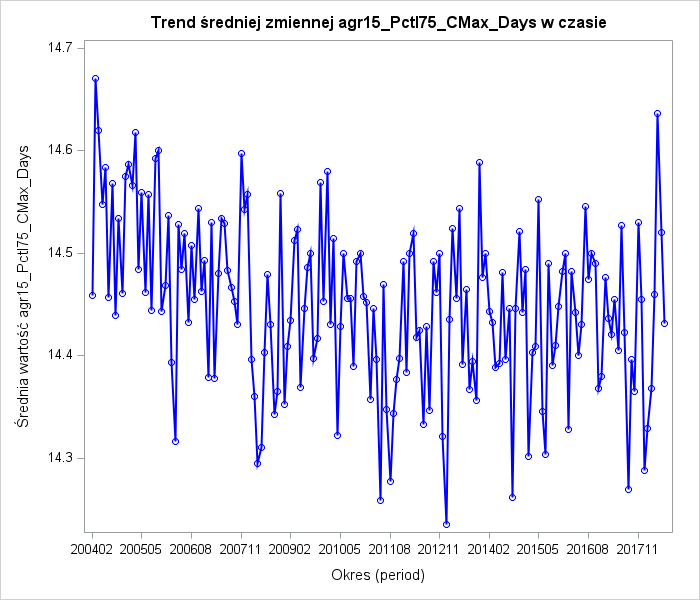 Trend średniej zmiennej agr15_Pctl75_CMax_Days w czasie
Średnia wartość agr15_Pctl75_CMax_Days
14.7
14.6
14.5
14.4
14.3
200402 200505 200608 200711 200902 201005 201108 201211 201402 201505 201608 201711
Okres (period)